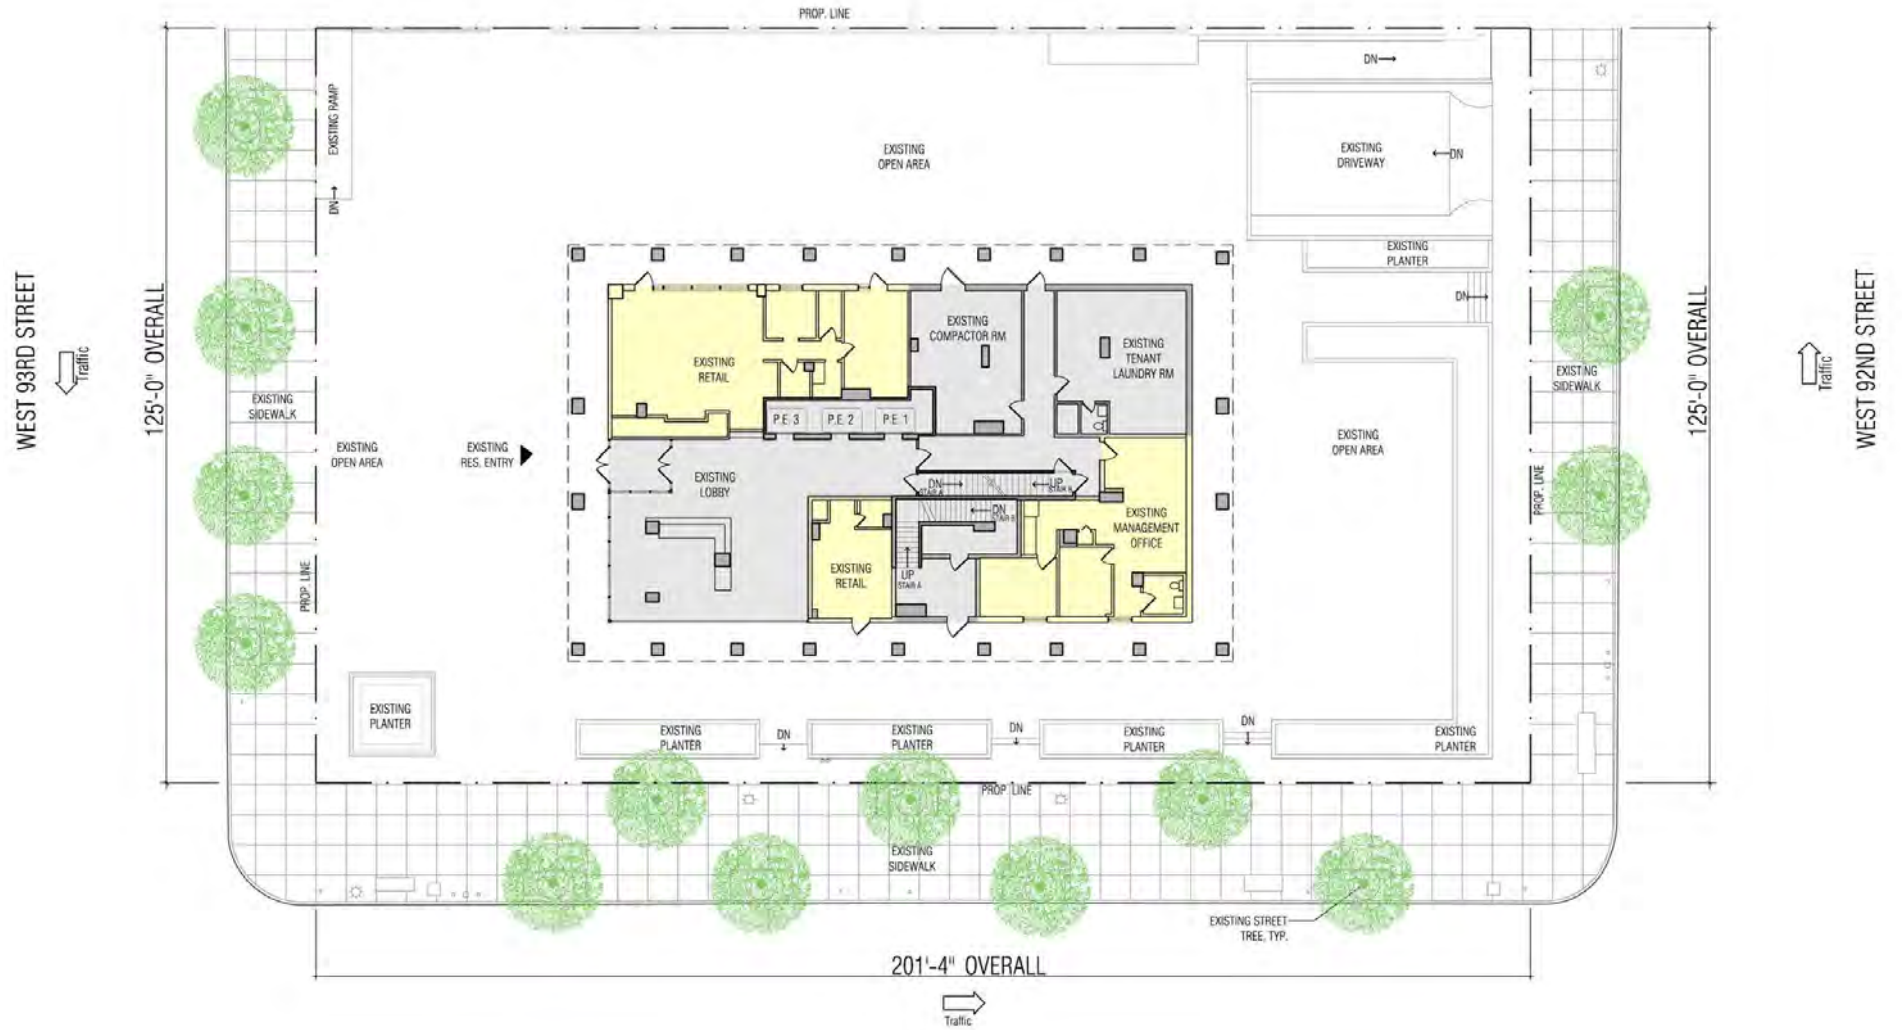 PROP. LINE
DN
EXISTING RAMP
DN
EXISTING
OPEN AREA
EXISTING
DRIVEWAY
DN
EXISTING
PLANTER
DN
WEST 93RD STREET
Traffic
125'-0" OVERALL
EXISTING
SIDEWALK
EXISTING
OPEN AREA
EXISTING
RES. ENTRY
EXISTING
RETAIL
EXISTING
COMPACTOR RM
EXISTING
TENANT
LAUNDRY RM
P.E. 3
P.E. 2
P.E. 1
EXISTING
LOBBY
DN
STAIR A
UP
STAIR B
DN
STAIR B
EXISTING
MANAGEMENT
OFFICE
EXISTING
RETAIL
UP
STAIR A
EXISTING
OPEN AREA
EXISTING
SIDEWALK
PROP. LINE
125'-0" OVERALL
Traffic
WEST 92ND STREET
PROP. LINE
EXISTING
PLANTER
EXISTING
PLANTER
DN
EXISTING
PLANTER
DN
EXISTING
PLANTER
DN
EXISTING
PLANTER
PROP. LINE
EXISTING
SIDEWALK
EXISTING STREET
TREE, TYP.
201'-4" OVERALL
Traffic